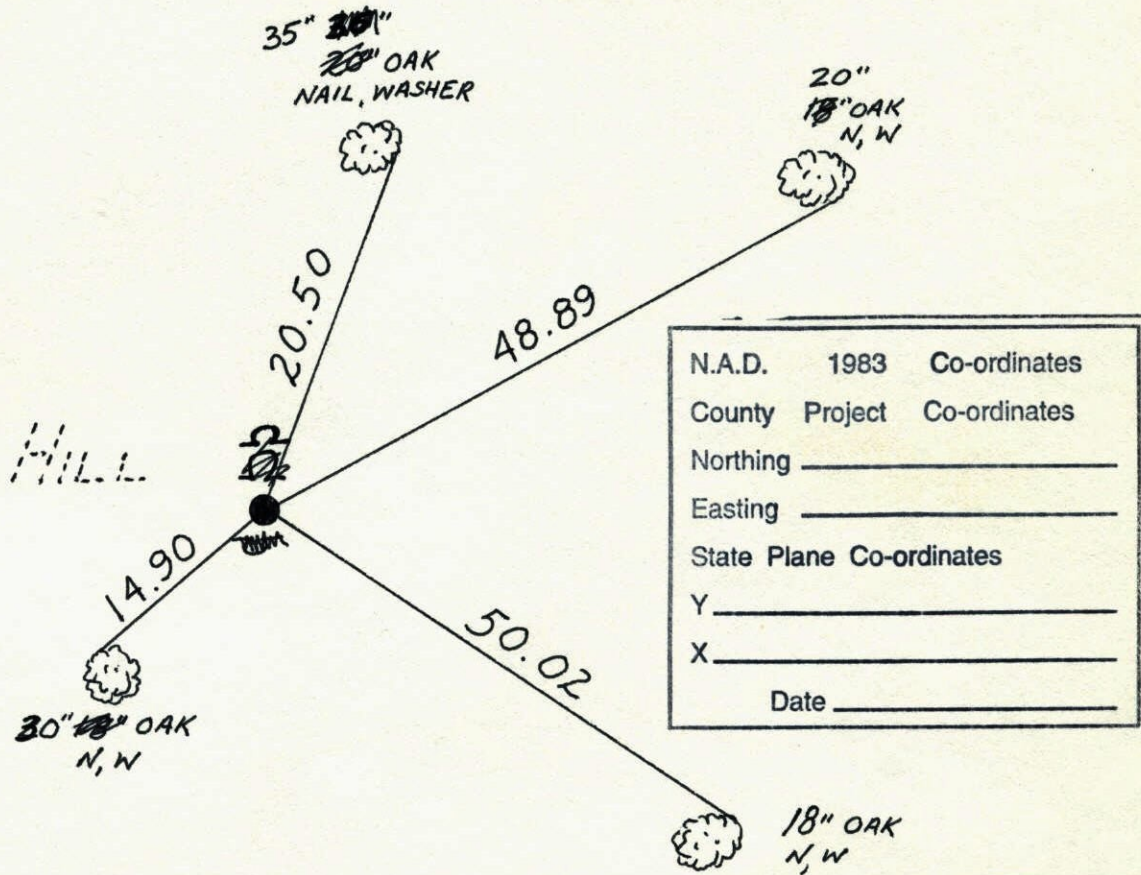 35"
OAK
NAIL, WASHER
20"
OAK
N, W
20.50
48.89
HILL
14.90
50.02
30" OAK
N, W
18" OAK
N, W
N.A.D. 1983 Co-ordinates
County Project Co-ordinates
Northing
Easting
State Plane Co-ordinates
Y
X
Date